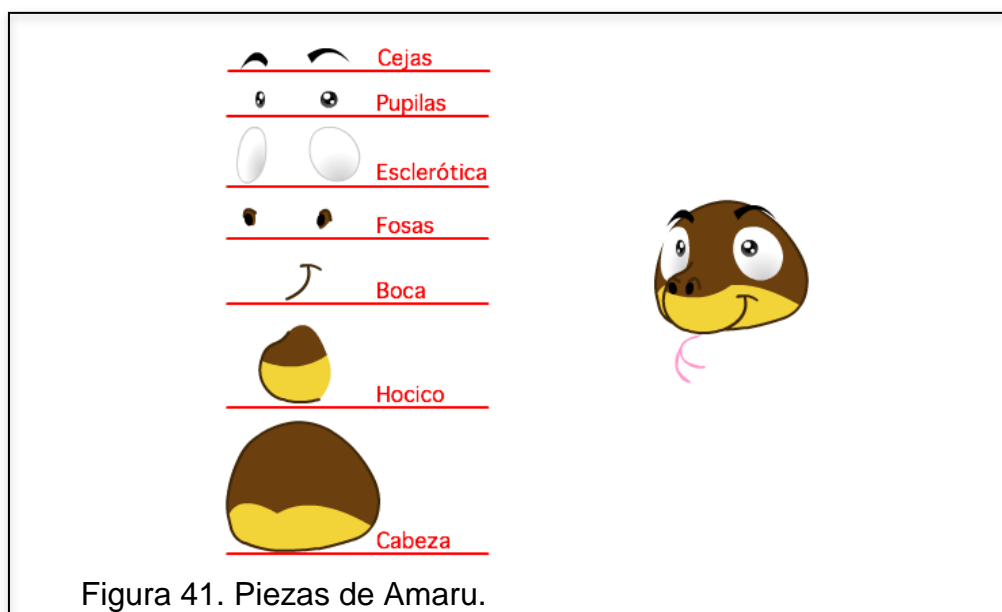 Cejas
Pupilas
Esclerótica
Fosas
Boca
Hocico
Cabeza
Figura 41. Piezas de Amaru.